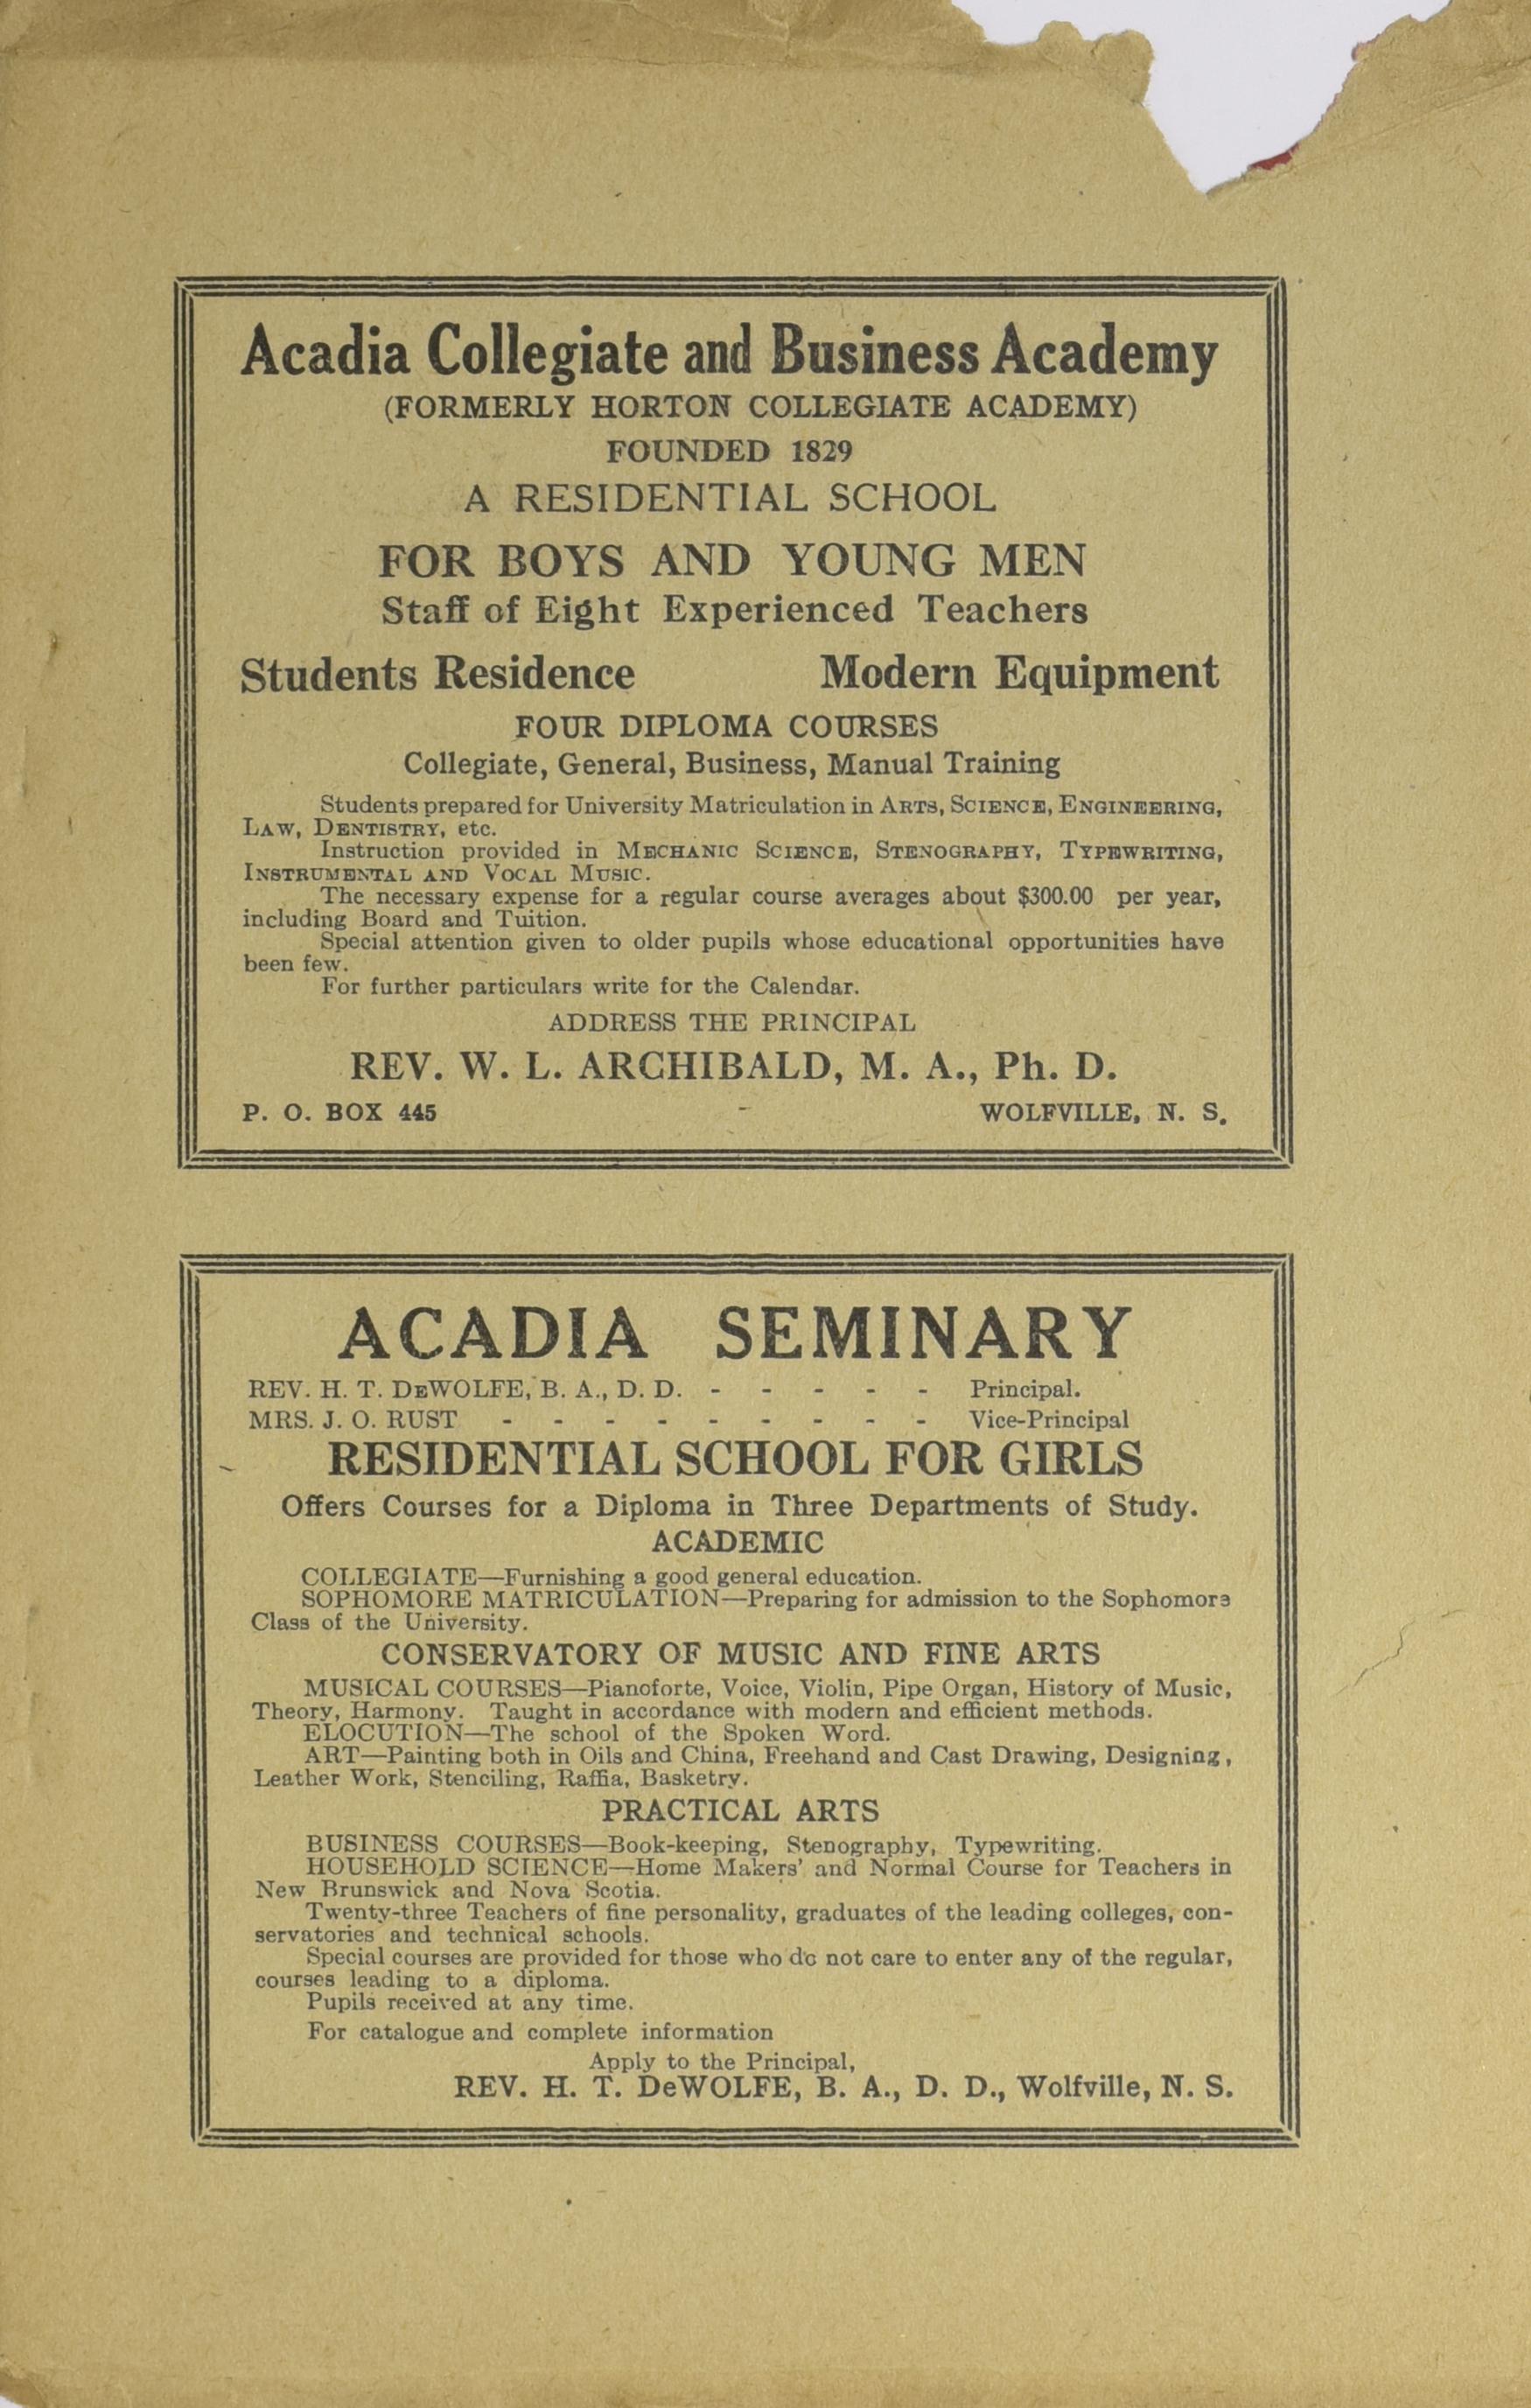 Acadia Collegiate and Business Academy
(FORMERLY HORTON COLLEGIATE ACADEMY)
FOUNDED 1829
A RESIDENTIAL SCHOOL
FOR BOYS AND YOUNG MEN
Staff of Eight Experienced Teachers
Students Residence Modern Equipment
FOUR DIPLOMA COURSES
Collegiate, General, Business, Manual Training
Students prepared for University Matriculation in ARTS, SCIENCE, ENGINEERING,
LAW, DENTISTRY, etc.
Instruction provided in MECHANIC SCIENCE, STENOGRAPHY, TYPEWRITING,
INSTRUMENTAL AND VOCAL MUSIC.
The necessary expense for a regular course averages about $300.00 per year,
including Board and Tuition.
Special attention given to older pupils whose educational opportunities have
been few.
For further particulars write for the Calendar.
ADDRESS THE PRINCIPAL
REV. W. L. ARCHIBALD, M. A., Ph. D.
P. O. BOX 445 WOLFVILLE, N. S.
ACADIA SEMINARY
REV. H. T. DEWOLFE, B. A., D. D. - - - - - Principal.
MRS. J. O. RUST - - - - - - - - - Vice-Principal
RESIDENTIAL SCHOOL FOR GIRLS
Offers Courses for a Diploma in Three Departments of Study.
ACADEMIC
COLLEGIATE—Furnishing a good general education.
SOPHOMORE MATRICULATION—Preparing for admission to the Sophomore
Class of the University.
CONSERVATORY OF MUSIC AND FINE ARTS
MUSICAL COURSES—Pianoforte, Voice, Violin, Pipe Organ, History of Music,
Theory, Harmony. Taught in accordance with modern and efficient methods.
ELOCUTION—The school of the Spoken Word.
ART—Painting both in Oils and China, Freehand and Cast Drawing, Designing,
Leather Work, Stenciling, Raffia, Basketry.
PRACTICAL ARTS
BUSINESS COURSES—Book-keeping, Stenography, Typewriting.
HOUSEHOLD SCIENCE—Home Makers' and Normal Course for Teachers in
New Brunswick and Nova Scotia.
Twenty-three Teachers of fine personality, graduates of the leading colleges, con-
servatories and technical schools.
Special courses are provided for those who do not care to enter any of the regular,
courses leading to a diploma.
Pupils received at any time.
For catalogue and complete information
Apply to the Principal,
REV. H. T. DeWOLFE, B. A., D. D., Wolfville, N. S.